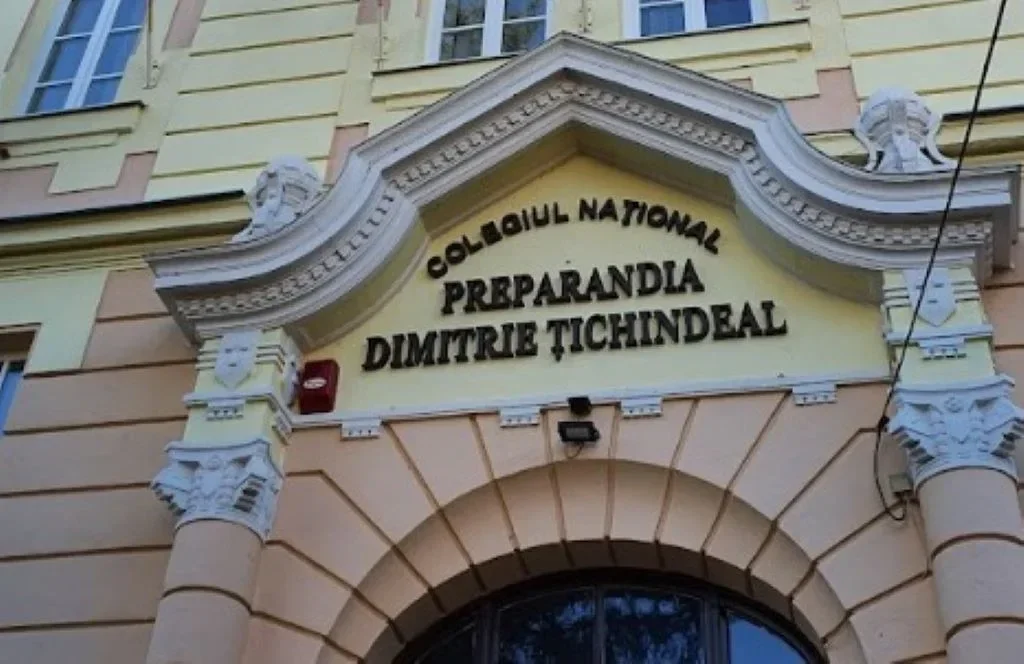 COLEGIUL NAȚIONAL
PREPARANDIA
DIMITRIE ȚICHINDEAL